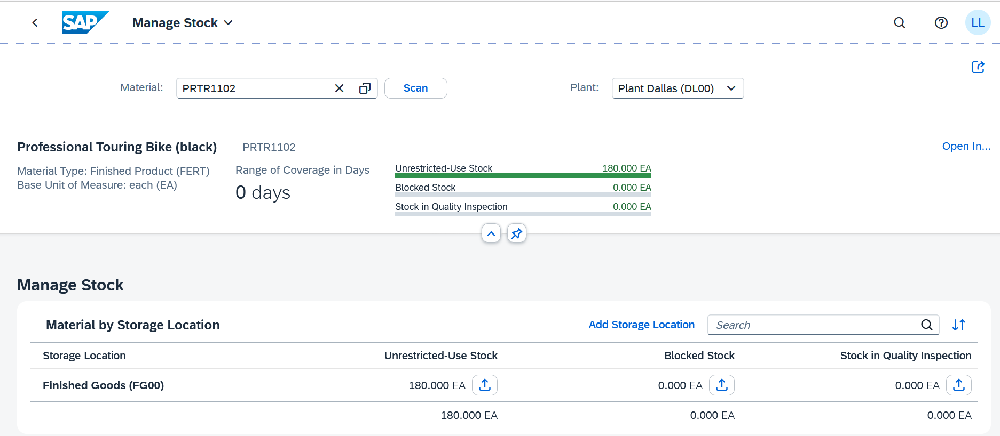 SAP Manage Stock LL
Material: PRTR1102 Scan Plant: Plant Dallas (DL00)
Professional Touring Bike (black) PRTR1102 Open In...
Material Type: Finished Product (FERT)
Base Unit of Measure: each (EA)
Range of Coverage in Days
0 days
Unrestricted-Use Stock 180.000 EA
Blocked Stock 0.000 EA
Stock in Quality Inspection 0.000 EA
Manage Stock
Material by Storage Location Add Storage Location Search
Storage Location Unrestricted-Use Stock Blocked Stock Stock in Quality Inspection
Finished Goods (FG00) 180.000 EA 0.000 EA 0.000 EA
180.000 EA 0.000 EA 0.000 EA